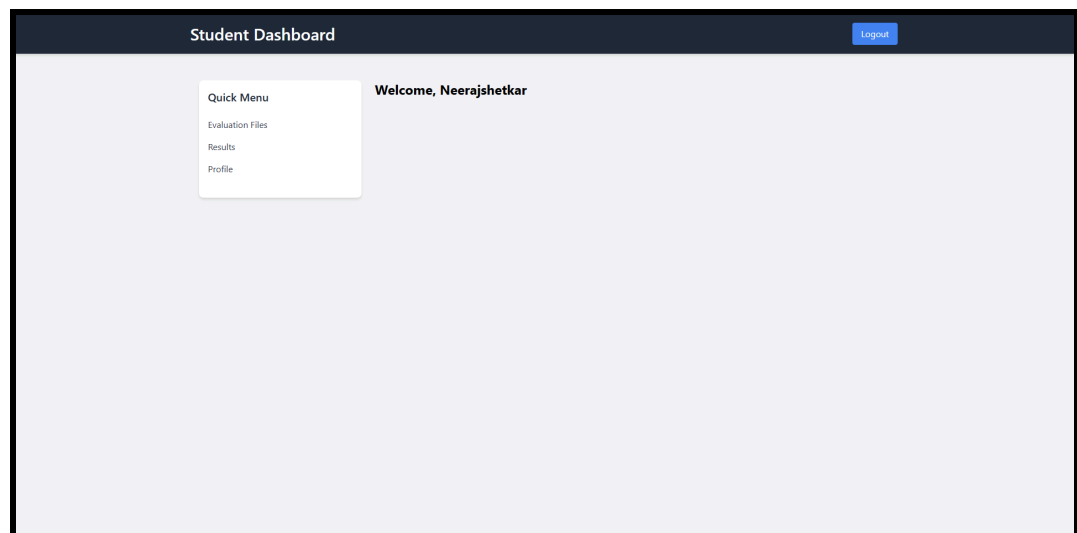 Student Dashboard
Logout
Quick Menu
Evaluation Files
Results
Profile
Welcome, Neerajshetkar